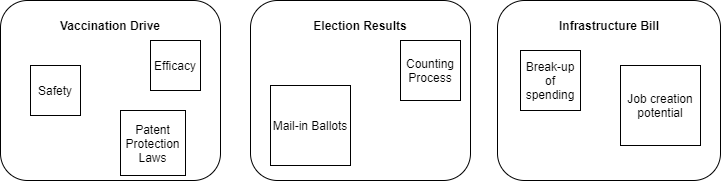 Vaccination Drive
Efficacy
Safety
Patent
Protection
Laws
Election Results
Counting
Process
Mail-in Ballots
Infrastructure Bill
Break-up
of
spending
Job creation
potential